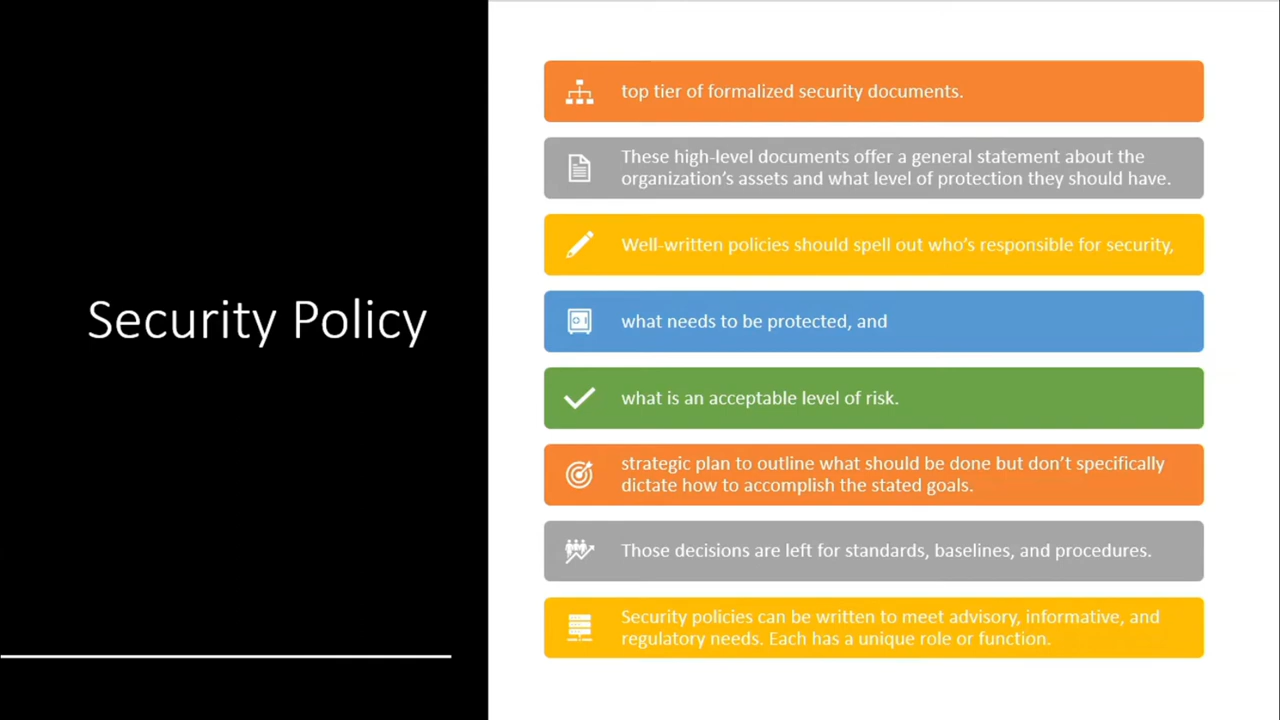 Security Policy
top tier of formalized security documents.
These high-level documents offer a general statement about the
organization's assets and what level of protection they should have.
Well-written policies should spell out who's responsible for security,
what needs to be protected, and
what is an acceptable level of risk.
strategic plan to outline what should be done but don't specifically
dictate how to accomplish the stated goals.
Those decisions are left for standards, baselines, and procedures.
Security policies can be written to meet advisory, informative, and
regulatory needs. Each has a unique role or function.